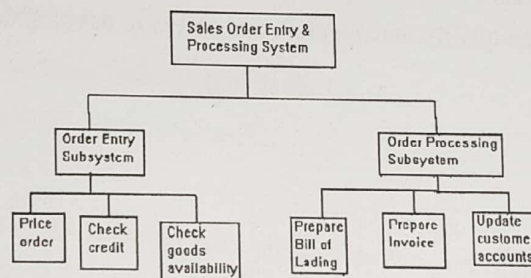 Sales Order Entry &
Processing System
Order Entry
Subsystem
Order Processing
Subsystem
Price
order
Check
credit
Check
goods
availability
Prepare
Bill of
Lading
Prepare
Invoice
Update
customer
accounts